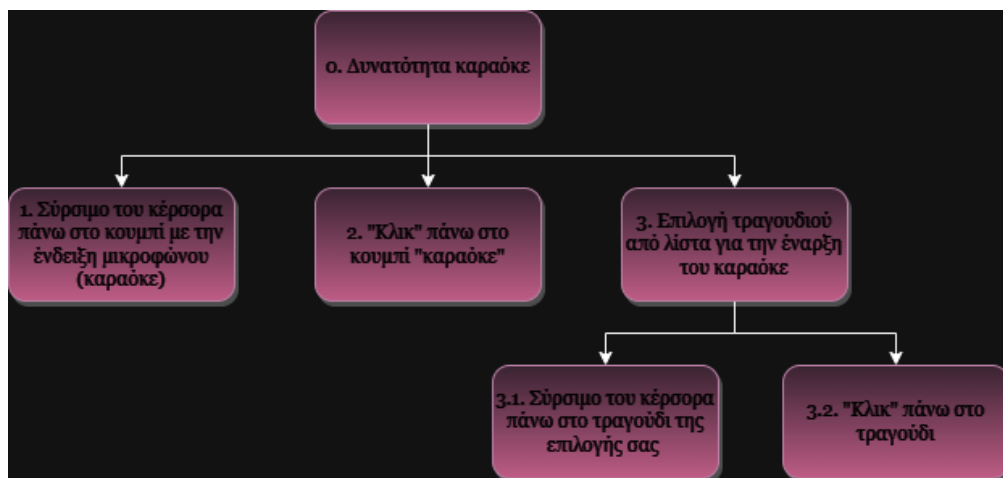 0. Δυνατότητα καραόκε
1. Σύρσιμο του κέρσορα
πάνω στο κουμπί με την
ένδειξη μικροφώνου
(καραόκε)
2. "Κλικ" πάνω στο
κουμπί "καραόκε"
3. Επιλογή τραγουδιού
από λίστα για την έναρξη
του καραόκε
3.1. Σύρσιμο του κέρσορα
πάνω στο τραγούδι της
επιλογής σας
3.2. "Κλικ" πάνω στο
τραγούδι